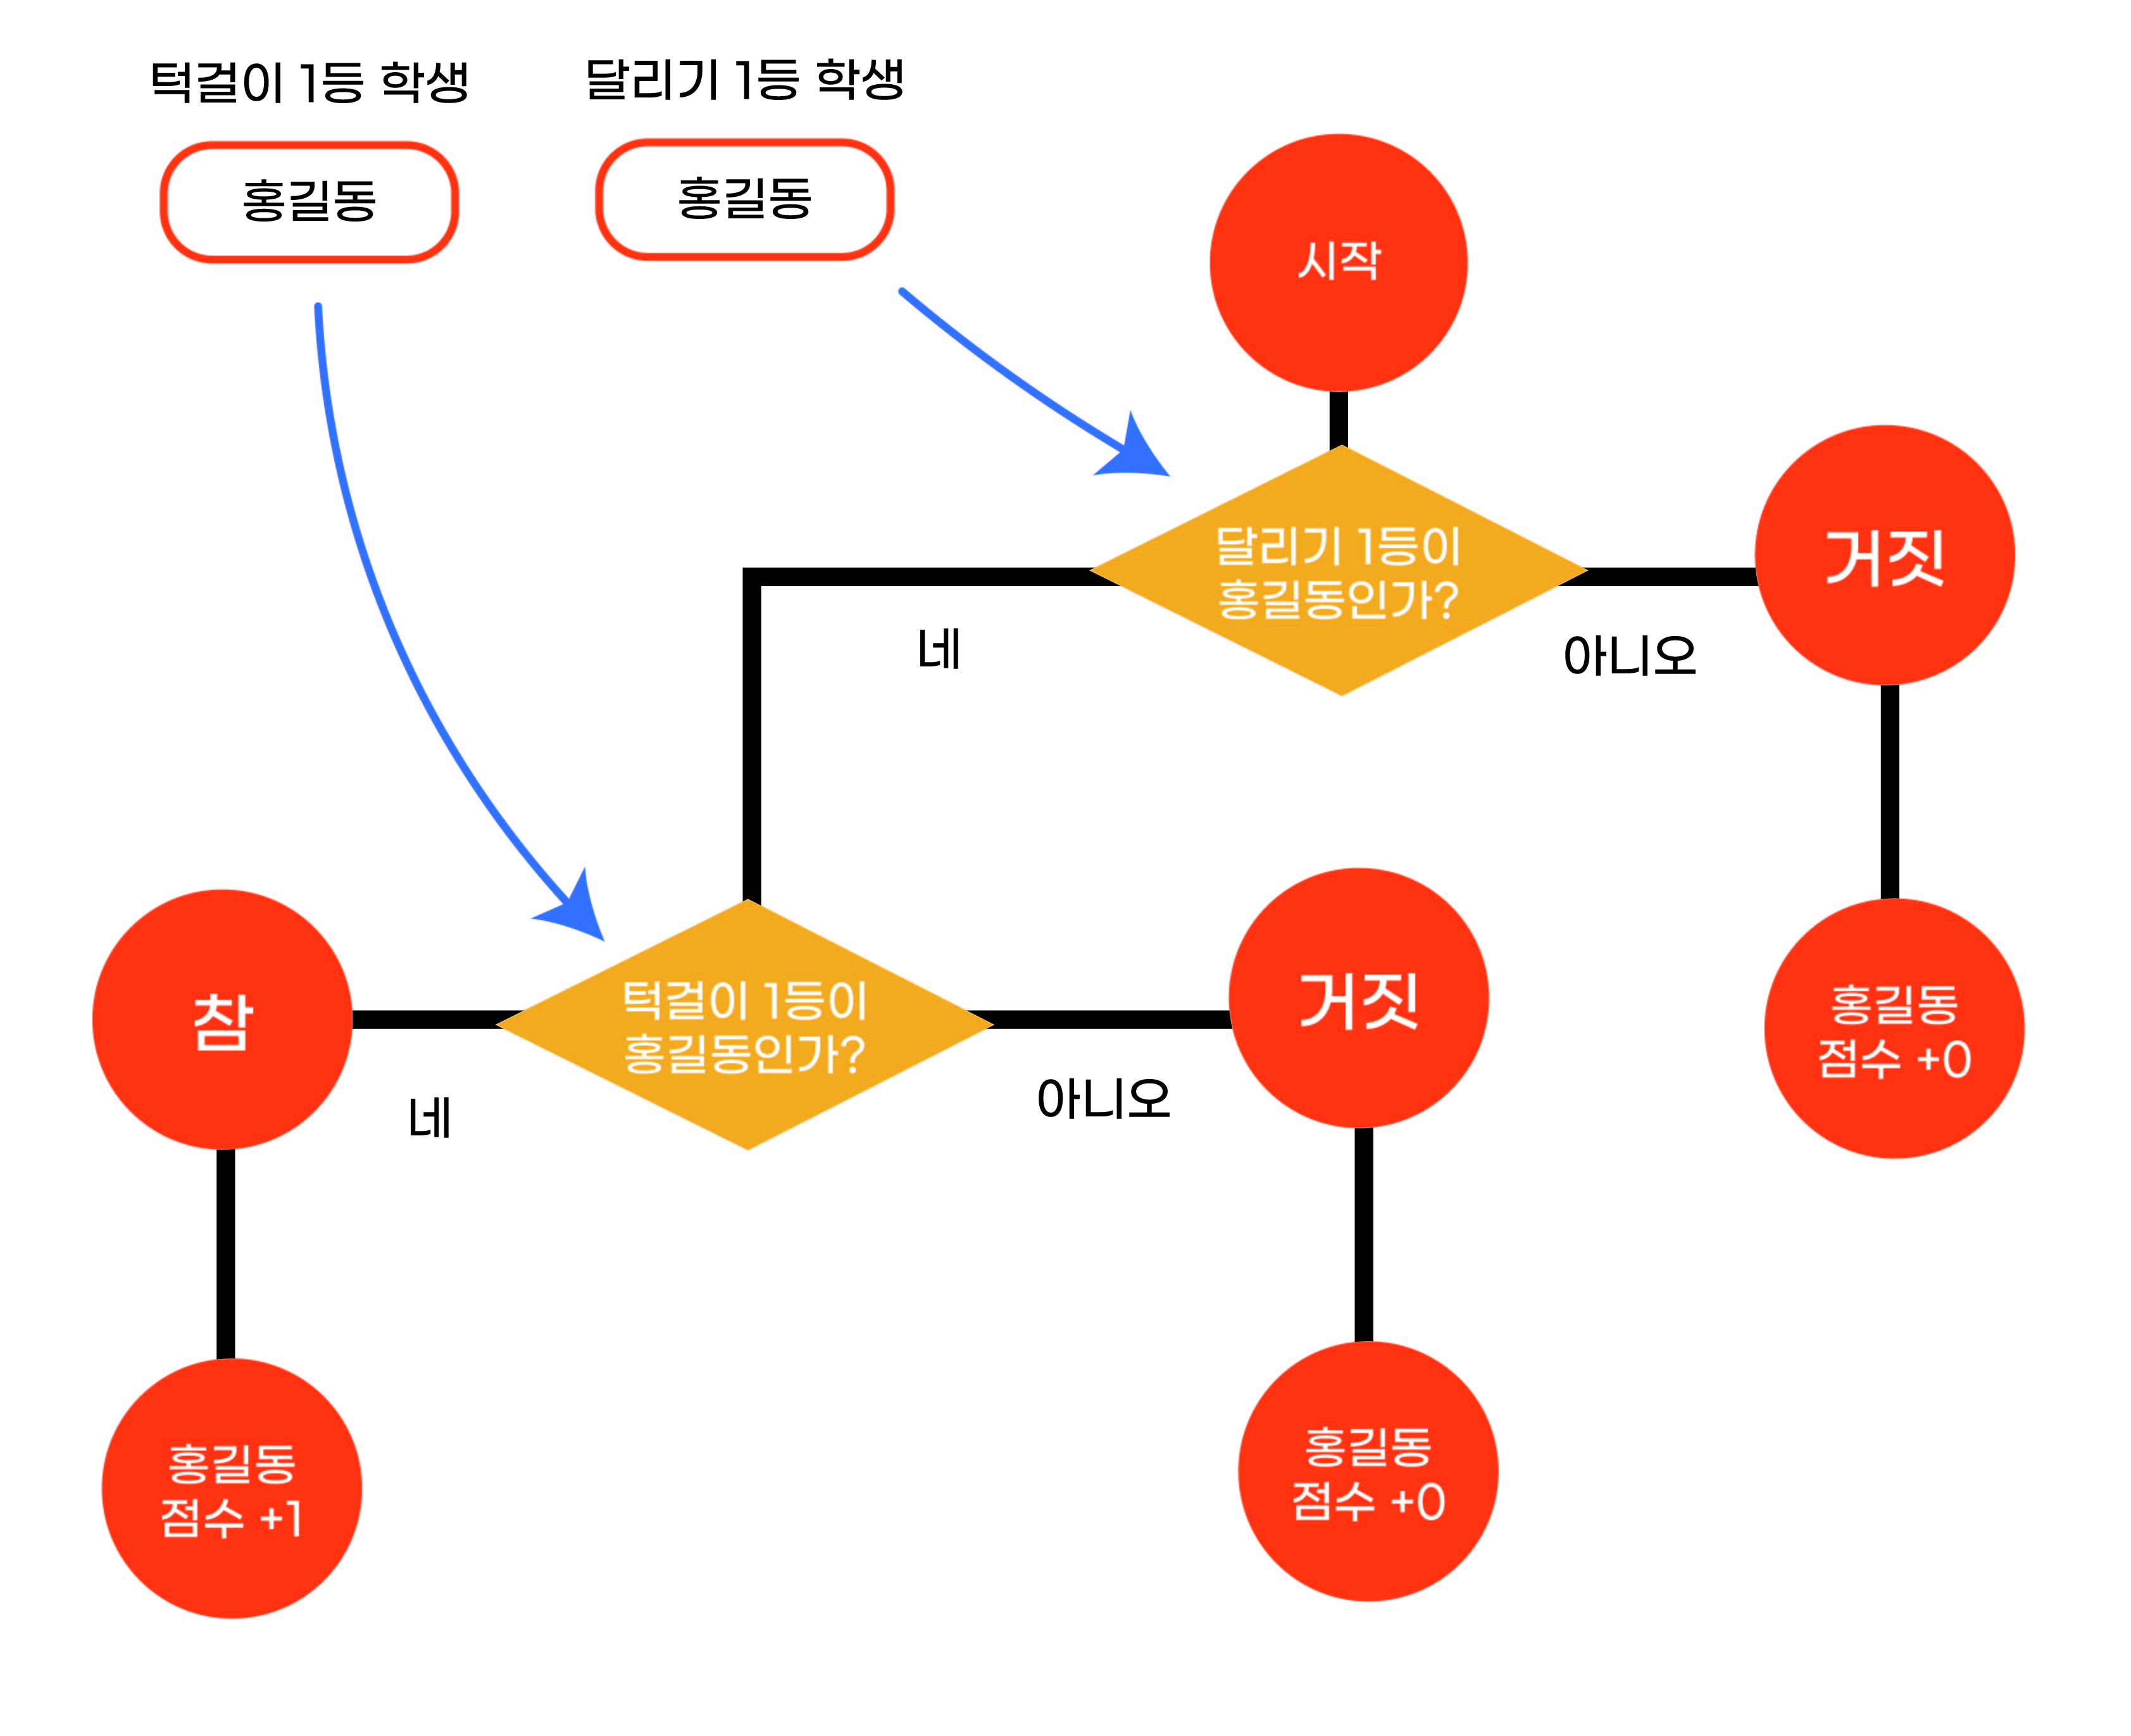 턱걸이 1등 학생
달리기 1등 학생
홍길동
홍길동
시작
달리기 1등이
홍길동인가?
거짓
네
아니오
참
턱걸이 1등이
홍길동인가?
거짓
홍길동
점수 +0
네
아니오
홍길동
점수 +1
홍길동
점수 +0